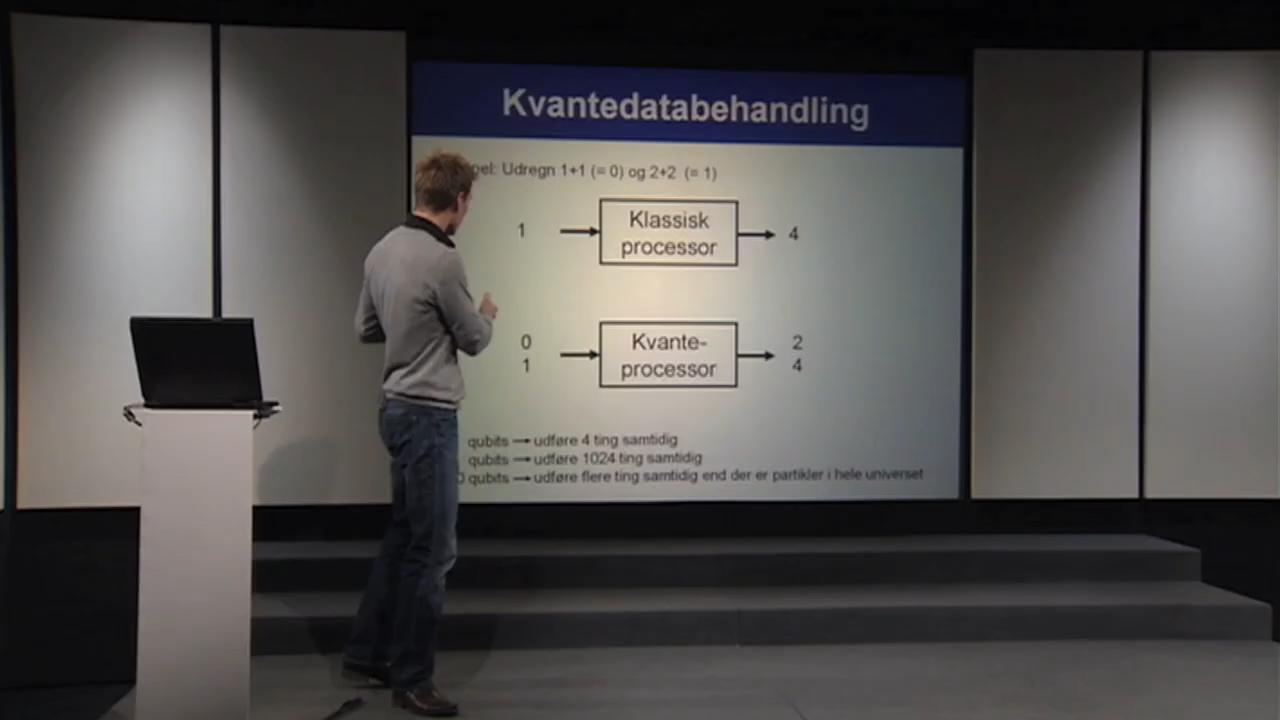 Kvantedatabehandling
Udregn 1+1 (= 0) og 2+2 (= 1)
1
Klassisk
processor
4
0
1
Kvante-
processor
2
4
qubits → udføre 4 ting samtidig
qubits → udføre 1024 ting samtidig
qubits → udføre flere ting samtidig end der er partikler i hele universet